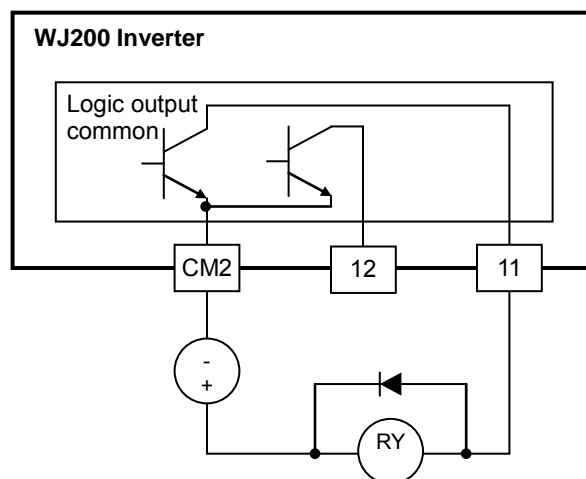 WJ200 Inverter
Logic output
common
CM2
12
11
-
+
RY